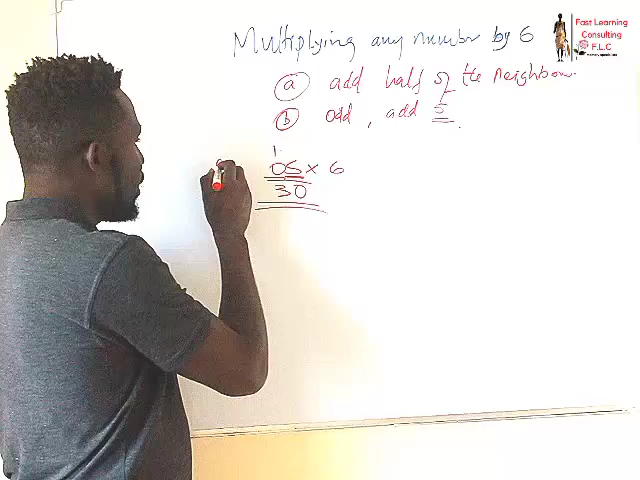 Multiplying any number by 6
Fast Learning
Consulting
F.L.C
(a) add half of the neighbour.
(b) odd, add 5.
1
05 x 6
30